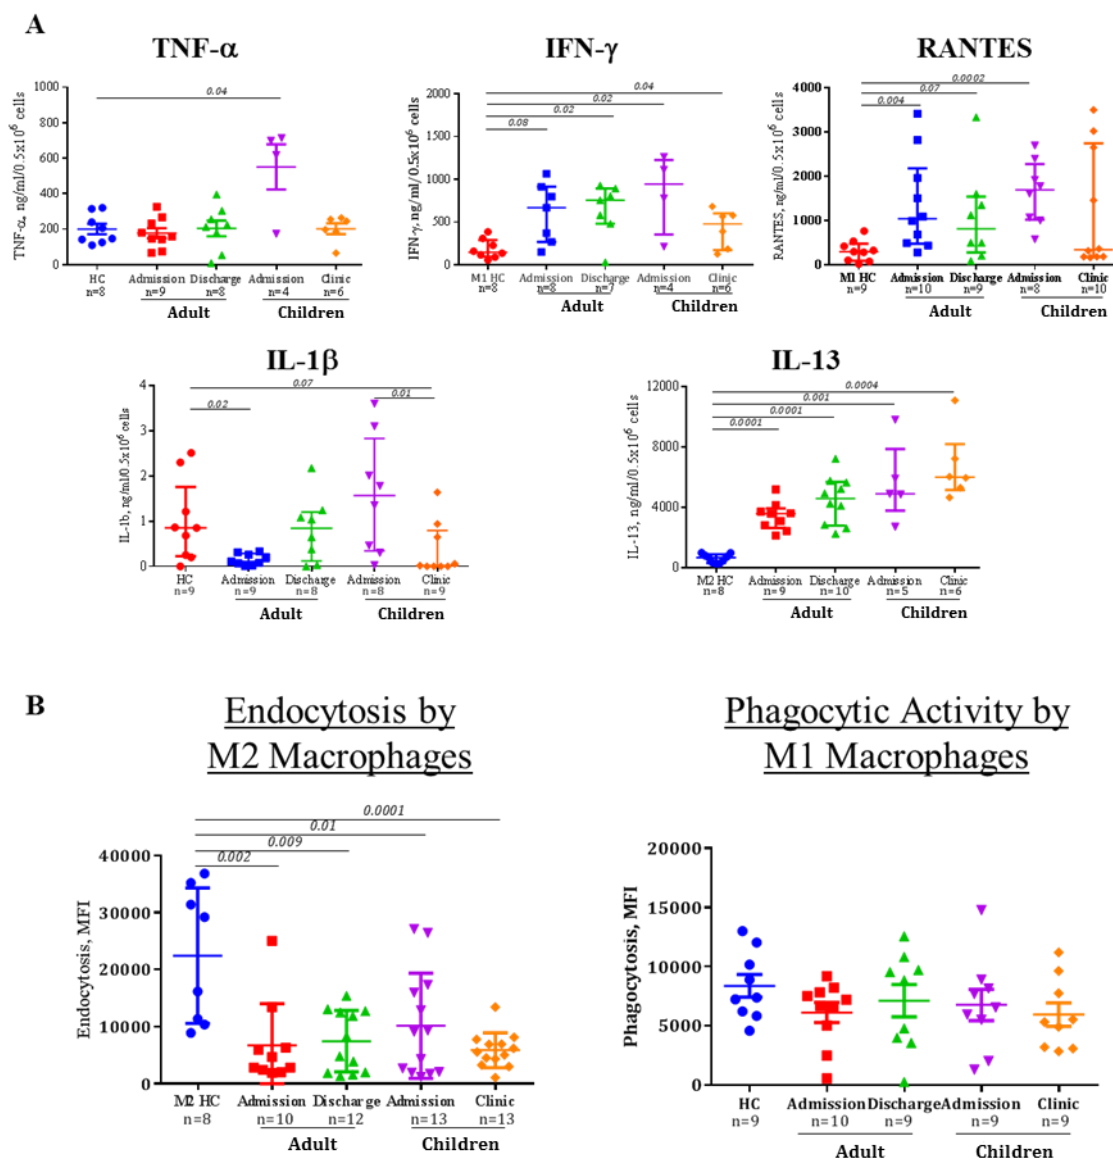 A
TNF-α
IFN-γ
RANTES
TNF-α, ng/ml/0.5x10⁶ cells
1000
800
600
400
200
0
0.04
HC
n=8
Admission
n=9
Discharge
n=8
Admission
n=4
Clinic
n=6
Adult
Children
IFN-γ, ng/ml/ 0.5x10⁶ cells
2000
1500
1000
500
0
0.04
0.02
0.02
0.08
M1 HC
n=8
Admission
n=8
Discharge
n=7
Admission
n=4
Clinic
n=6
Adult
Children
RANTES, ng/ml/0.5x10⁶ cells
4000
3000
2000
1000
0
0.0002
0.07
0.004
M1 HC
n=9
Admission
n=10
Discharge
n=9
Admission
n=8
Clinic
n=10
Adult
Children
IL-1β
IL-13
IL-1b, ng/ml/0.5x10⁶ cells
4
3
2
1
0
0.07
0.02
0.01
HC
n=9
Admission
n=9
Discharge
n=8
Admission
n=8
Clinic
n=9
Adult
Children
IL-13, ng/ml/0.5x10⁶ cells
12000
8000
4000
0
0.0004
0.001
0.0001
0.0001
M2 HC
n=8
Admission
n=9
Discharge
n=10
Admission
n=5
Clinic
n=6
Adult
Children
B
Endocytosis by
M2 Macrophages
Phagocytic Activity by
M1 Macrophages
Endocytosis, MFI
40000
30000
20000
10000
0
0.0001
0.01
0.009
0.002
M2 HC
n=8
Admission
n=10
Discharge
n=12
Admission
n=13
Clinic
n=13
Adult
Children
Phagocytosis, MFI
20000
15000
10000
5000
0
HC
n=9
Admission
n=10
Discharge
n=9
Admission
n=9
Clinic
n=9
Adult
Children